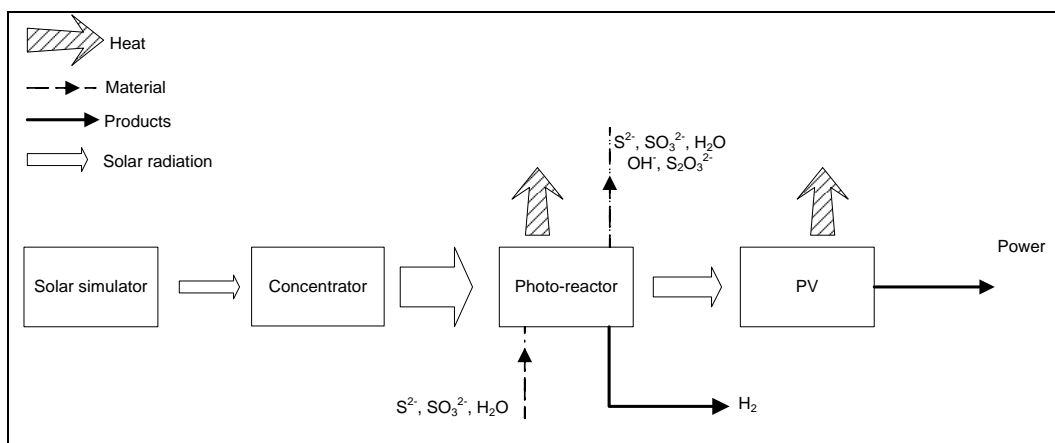 Heat
Material
Products
Solar radiation
S²⁻, SO₃²⁻, H₂O
OH⁻, S₂O₃²⁻
Power
Solar simulator
Concentrator
Photo-reactor
PV
S²⁻, SO₃²⁻, H₂O
H₂